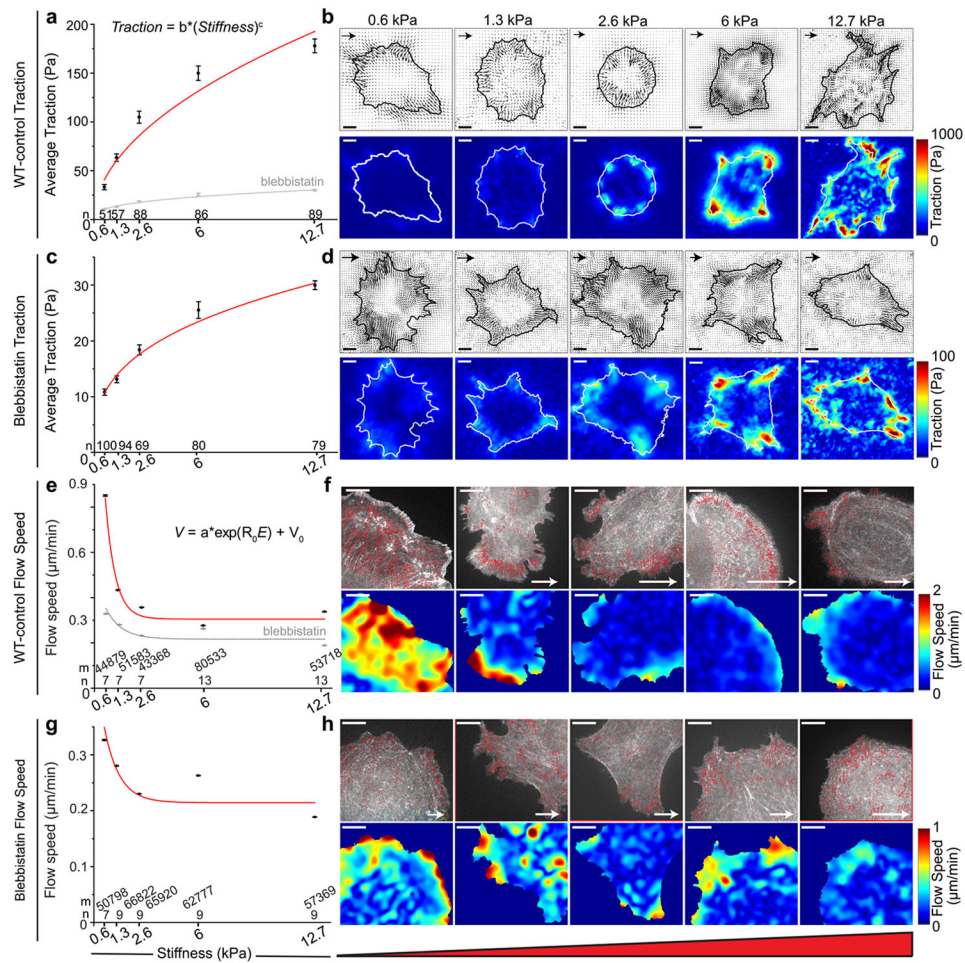 a
Traction = b*(Stiffness)ᶜ
WT-control Traction
Average Traction (Pa)
200
150
100
50
0
blebbistatin
n 51 57 88 86 89
0.6 1.3 2.6 6 12.7
b
0.6 kPa 1.3 kPa 2.6 kPa 6 kPa 12.7 kPa
1000
Traction (Pa)
0
c
Blebbistatin Traction
Average Traction (Pa)
30
20
10
0
n 100 94 69 80 79
0.6 1.3 2.6 6 12.7
d
100
Traction (Pa)
0
e
WT-control Flow Speed
Flow speed (µm/min)
0.9
0.6
0.3
0
V = a*exp(R₀E) + V₀
blebbistatin
m 44879 51583 43368 80533 53718
n 7 7 7 13 13
0.6 1.3 2.6 6 12.7
f
2
Flow Speed
(µm/min)
0
g
Blebbistatin Flow Speed
Flow speed (µm/min)
0.3
0.2
0.1
0
m 50798 66822 65920 62777 57369
n 7 9 9 9 9
0.6 1.3 2.6 6 12.7
Stiffness (kPa)
h
1
Flow Speed
(µm/min)
0